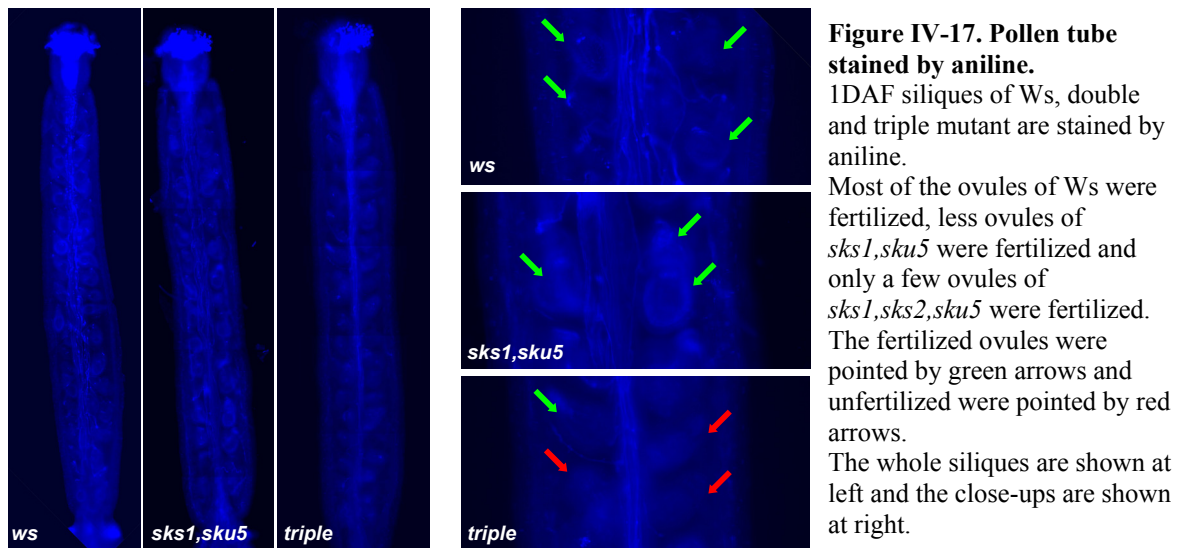 ws
sks1,sku5
triple
ws
sks1,sku5
triple
Figure IV-17. Pollen tube
stained by aniline.
1DAF siliques of Ws, double
and triple mutant are stained by
aniline.
Most of the ovules of Ws were
fertilized, less ovules of
sks1,sku5 were fertilized and
only a few ovules of
sks1,sks2,sku5 were fertilized.
The fertilized ovules were
pointed by green arrows and
unfertilized were pointed by red
arrows.
The whole siliques are shown at
left and the close-ups are shown
at right.